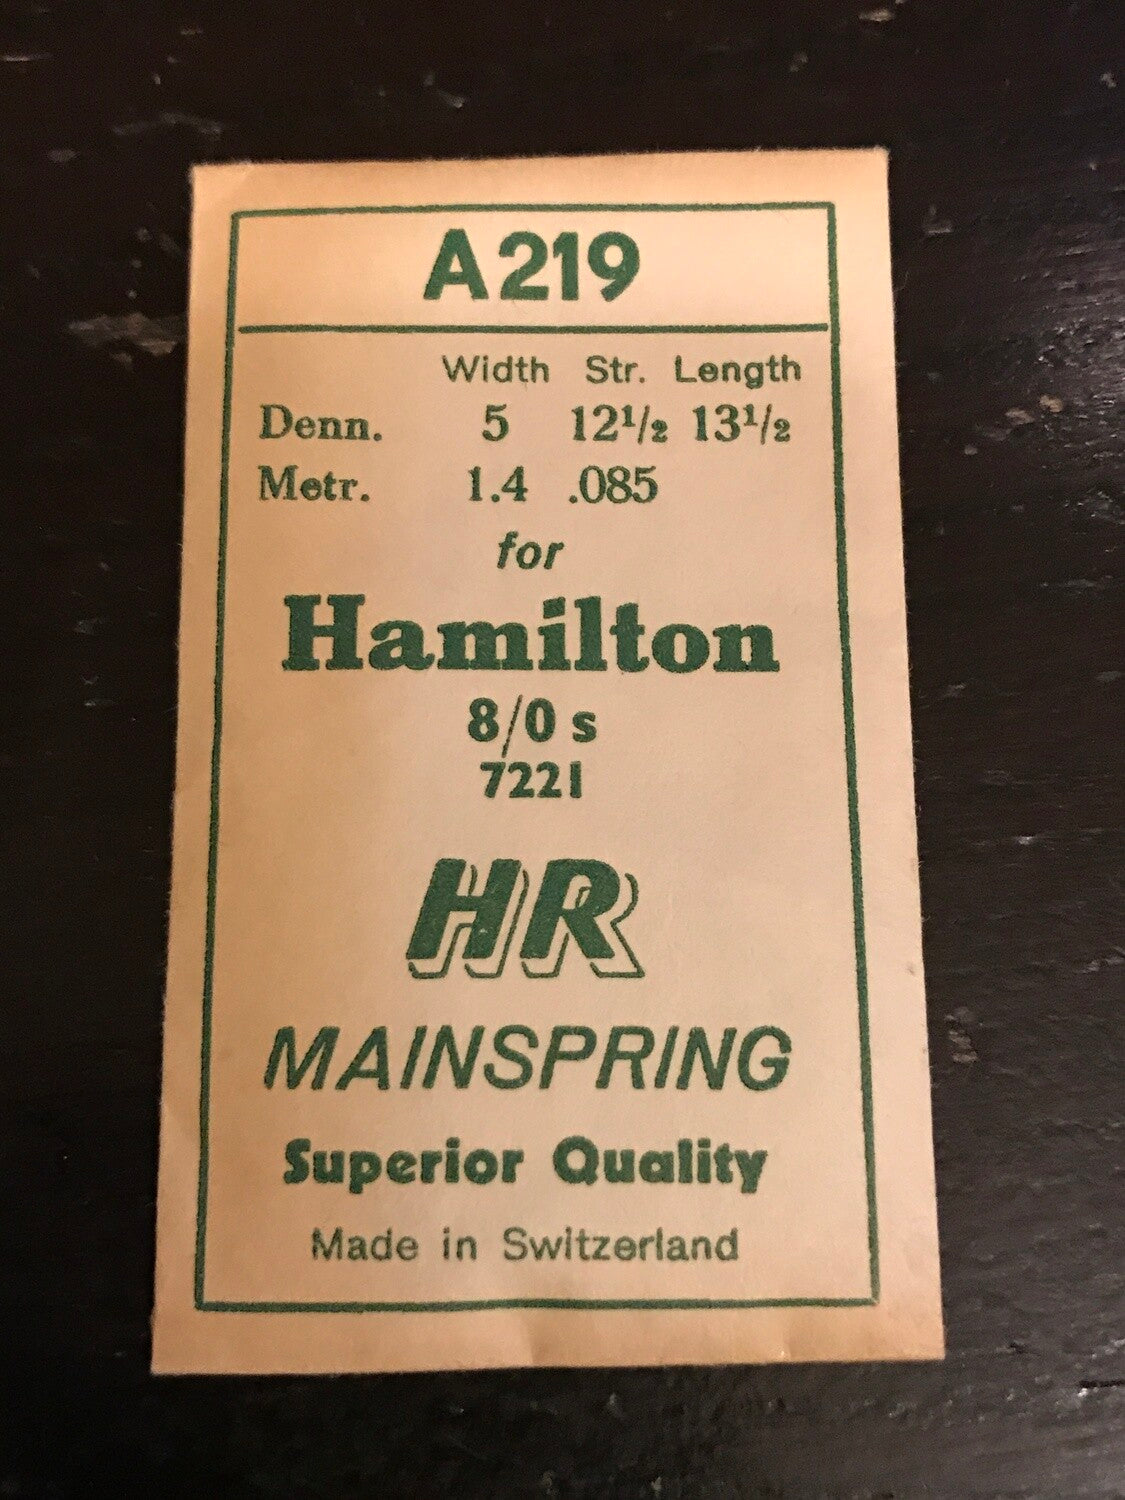 A219
Width Str. Length
Denn. 5 12½ 13½
Metr. 1.4 .085
for
Hamilton
8/0 s
7221
HR
MAINSPRING
Superior Quality
Made in Switzerland